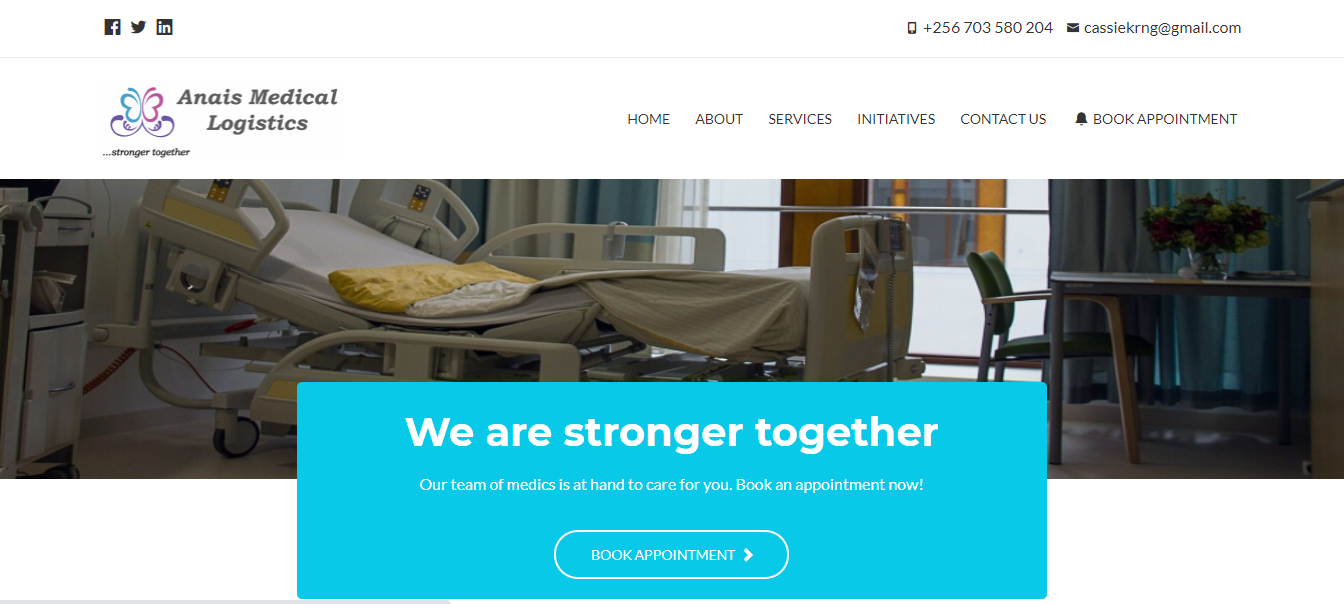 +256 703 580 204 cassiekrng@gmail.com
Anais Medical
Logistics
...stronger together
HOME ABOUT SERVICES INITIATIVES CONTACT US BOOK APPOINTMENT
We are stronger together
Our team of medics is at hand to care for you. Book an appointment now!
BOOK APPOINTMENT